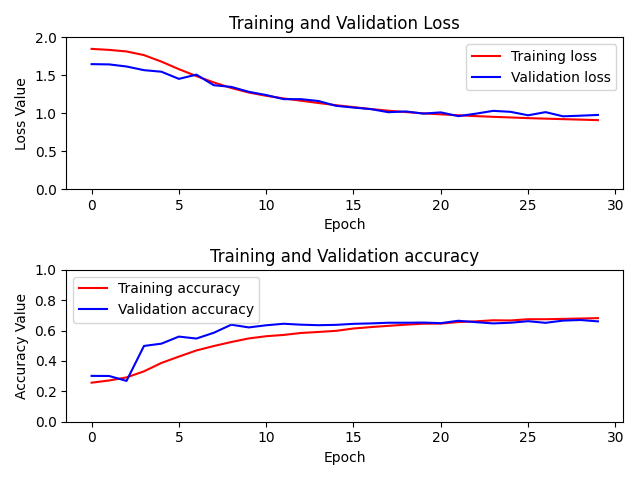 Training and Validation Loss
2.0
1.5
1.0
0.5
0.0
Loss Value
Training loss
Validation loss
0 5 10 15 20 25 30
Epoch
Training and Validation accuracy
1.0
0.8
0.6
0.4
0.2
0.0
Accuracy Value
Training accuracy
Validation accuracy
0 5 10 15 20 25 30
Epoch